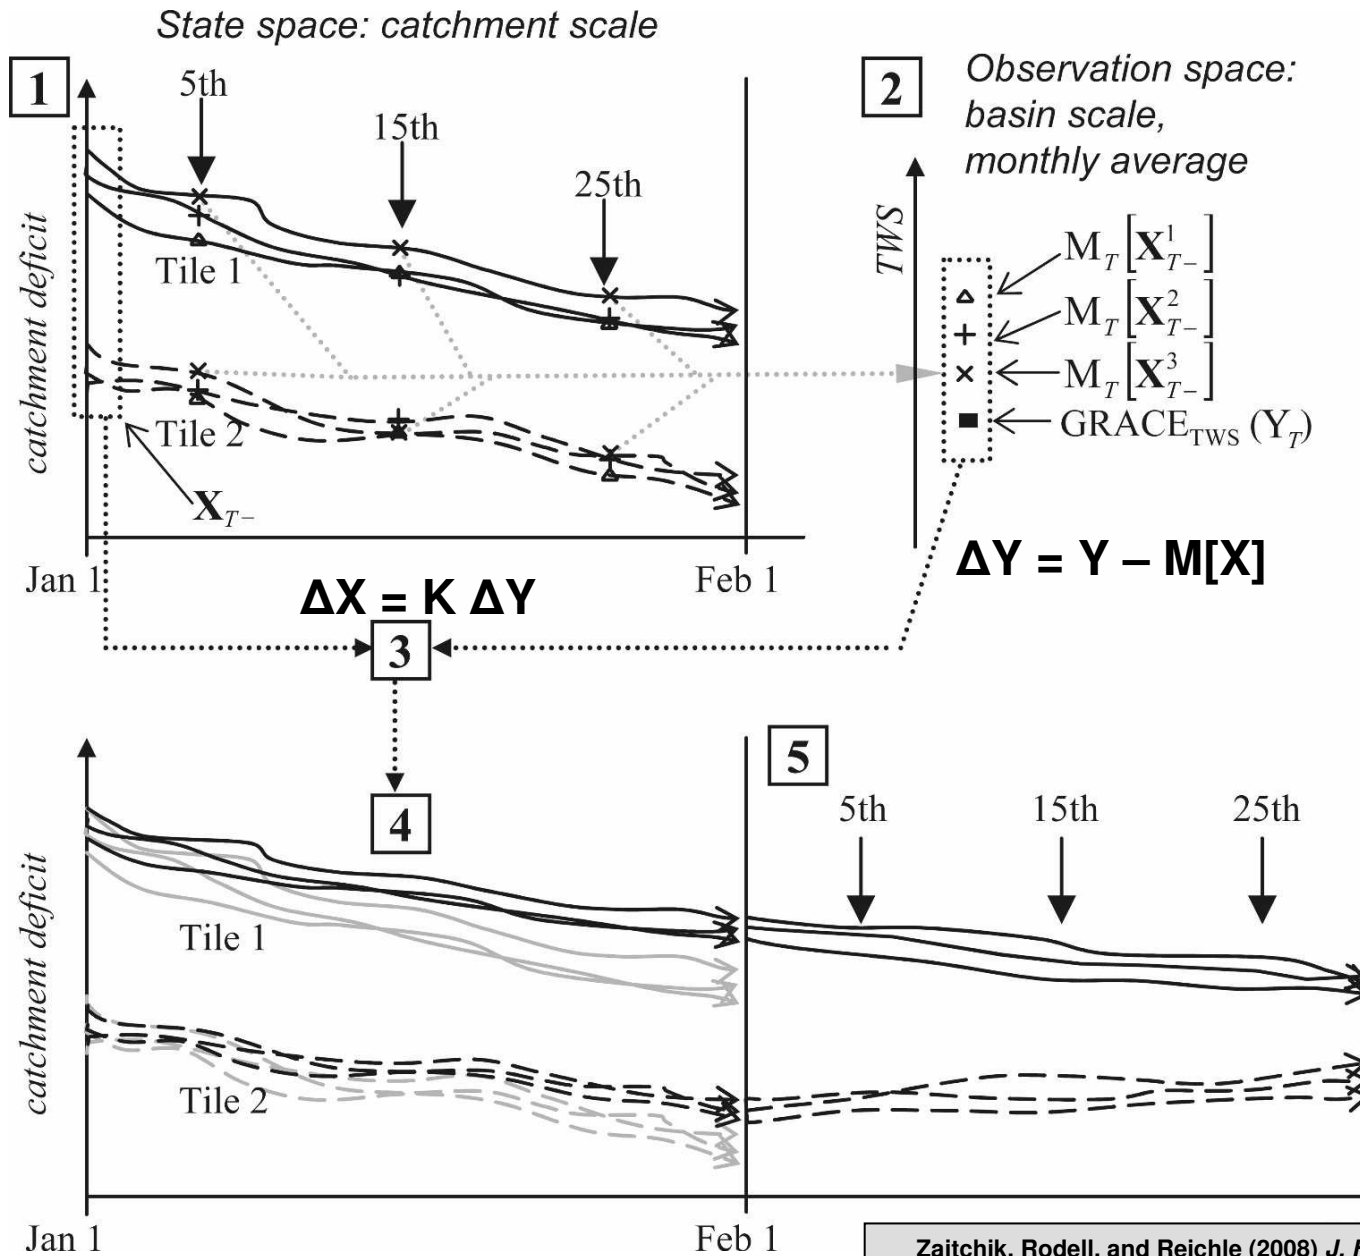 State space: catchment scale
1
5th
15th
25th
catchment deficit
Tile 1
Tile 2
X_{T−}
Jan 1
Feb 1
2
Observation space:
basin scale,
monthly average
TWS
M_T[X^1_{T−}]
M_T[X^2_{T−}]
M_T[X^3_{T−}]
GRACE_{TWS} (Y_T)
ΔY = Y – M[X]
ΔX = K ΔY
3
4
catchment deficit
Tile 1
Tile 2
Jan 1
Feb 1
5
5th
15th
25th
Zaitchik, Rodell, and Reichle (2008) J.